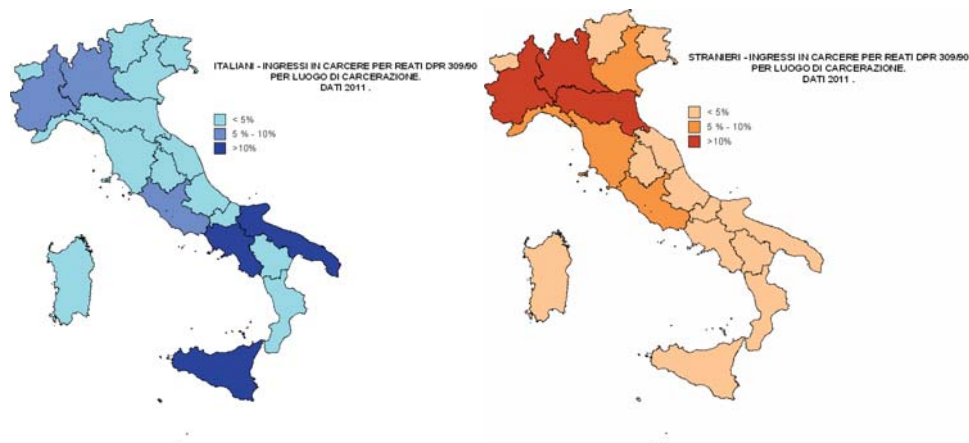 ITALIANI - INGRESSI IN CARCERE PER REATI DPR 309/90
PER LUOGO DI CARCERAZIONE.
DATI 2011 .
< 5%
5 % - 10%
>10%
STRANIERI - INGRESSI IN CARCERE PER REATI DPR 309/90
PER LUOGO DI CARCERAZIONE.
DATI 2011 .
< 5%
5 % - 10%
>10%